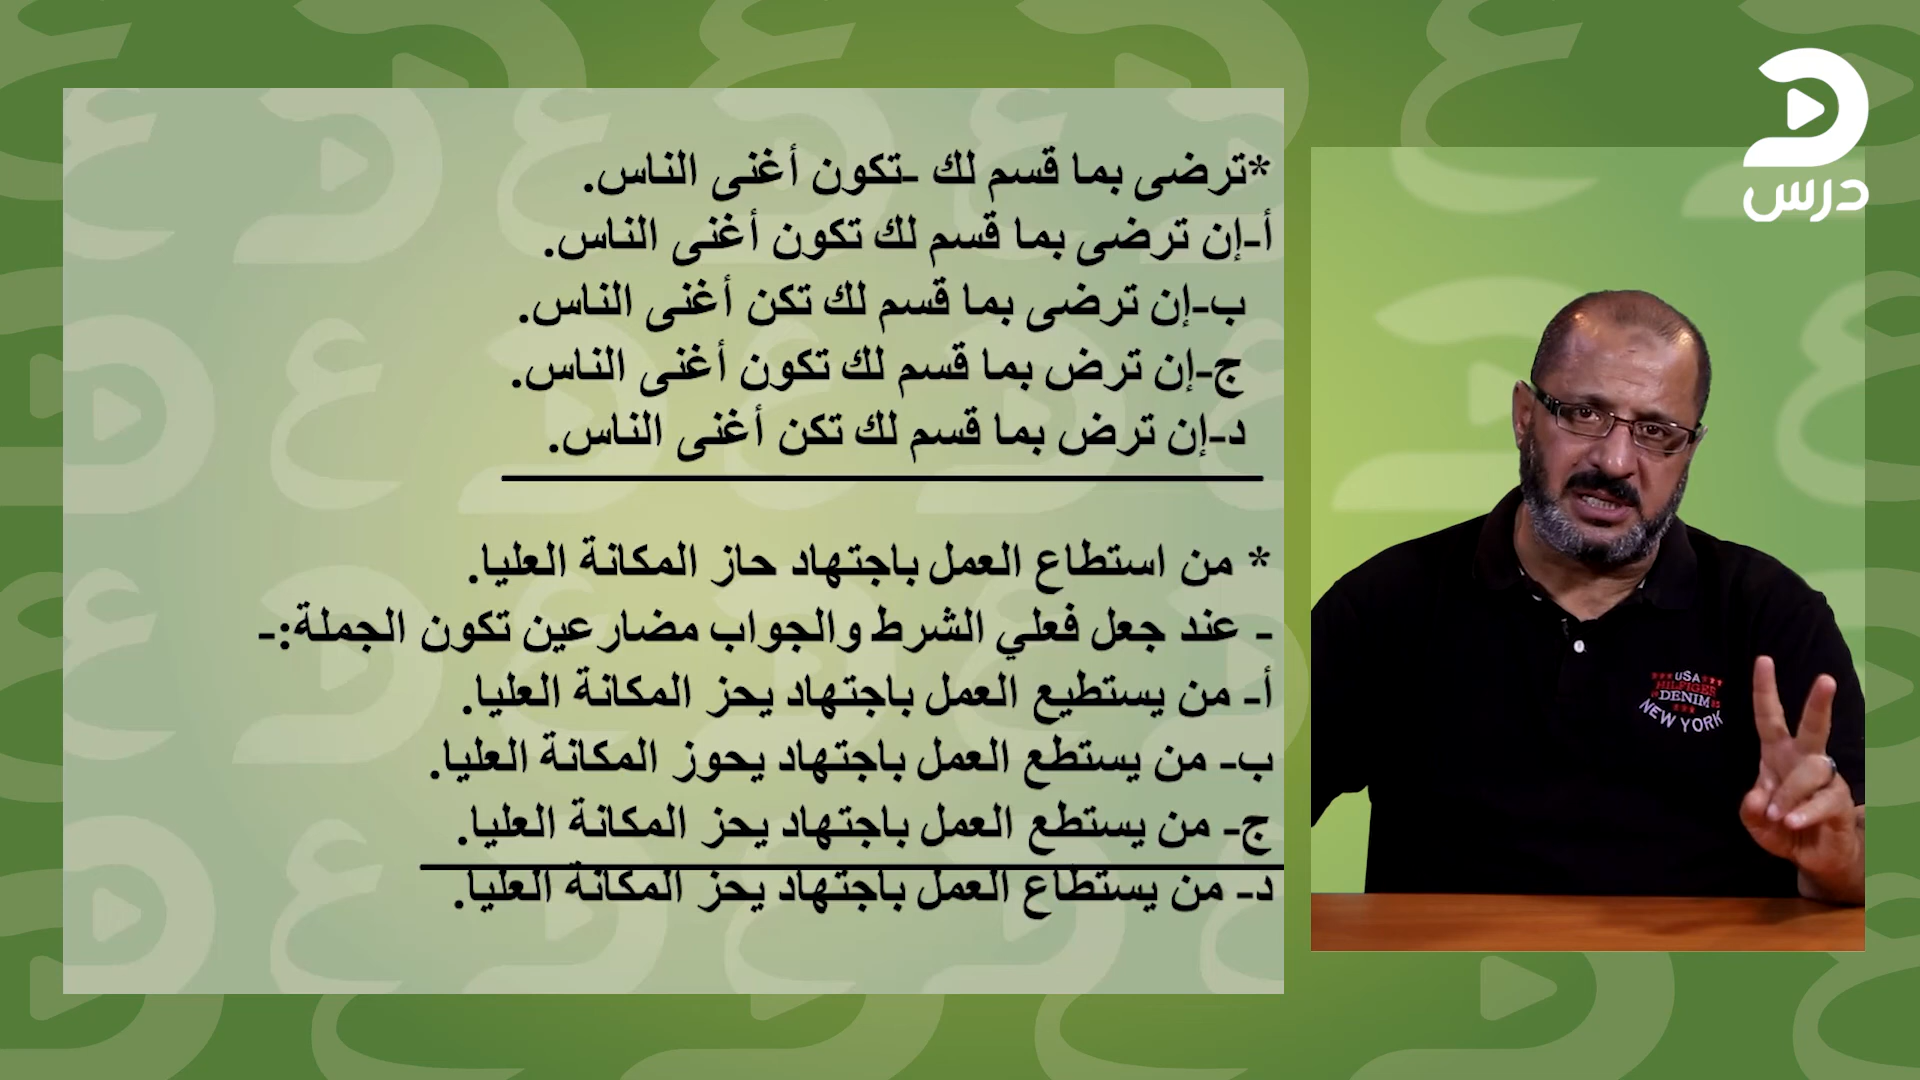 *ترضى بما قسم لك -تكون أغنى الناس.
أ-إن ترضى بما قسم لك تكون أغنى الناس.
ب-إن ترضى بما قسم لك تكن أغنى الناس.
ج-إن ترض بما قسم لك تكون أغنى الناس.
د-إن ترض بما قسم لك تكن أغنى الناس.
* من استطاع العمل باجتهاد حاز المكانة العليا.
- عند جعل فعلي الشرط والجواب مضارعين تكون الجملة:-
أ- من يستطيع العمل باجتهاد يحز المكانة العليا.
ب- من يستطع العمل باجتهاد يحوز المكانة العليا.
ج- من يستطع العمل باجتهاد يحز المكانة العليا.
د- من يستطاع العمل باجتهاد يحز المكانة العليا.
درس
USA
HILFIGER
DENIM
NEW YORK